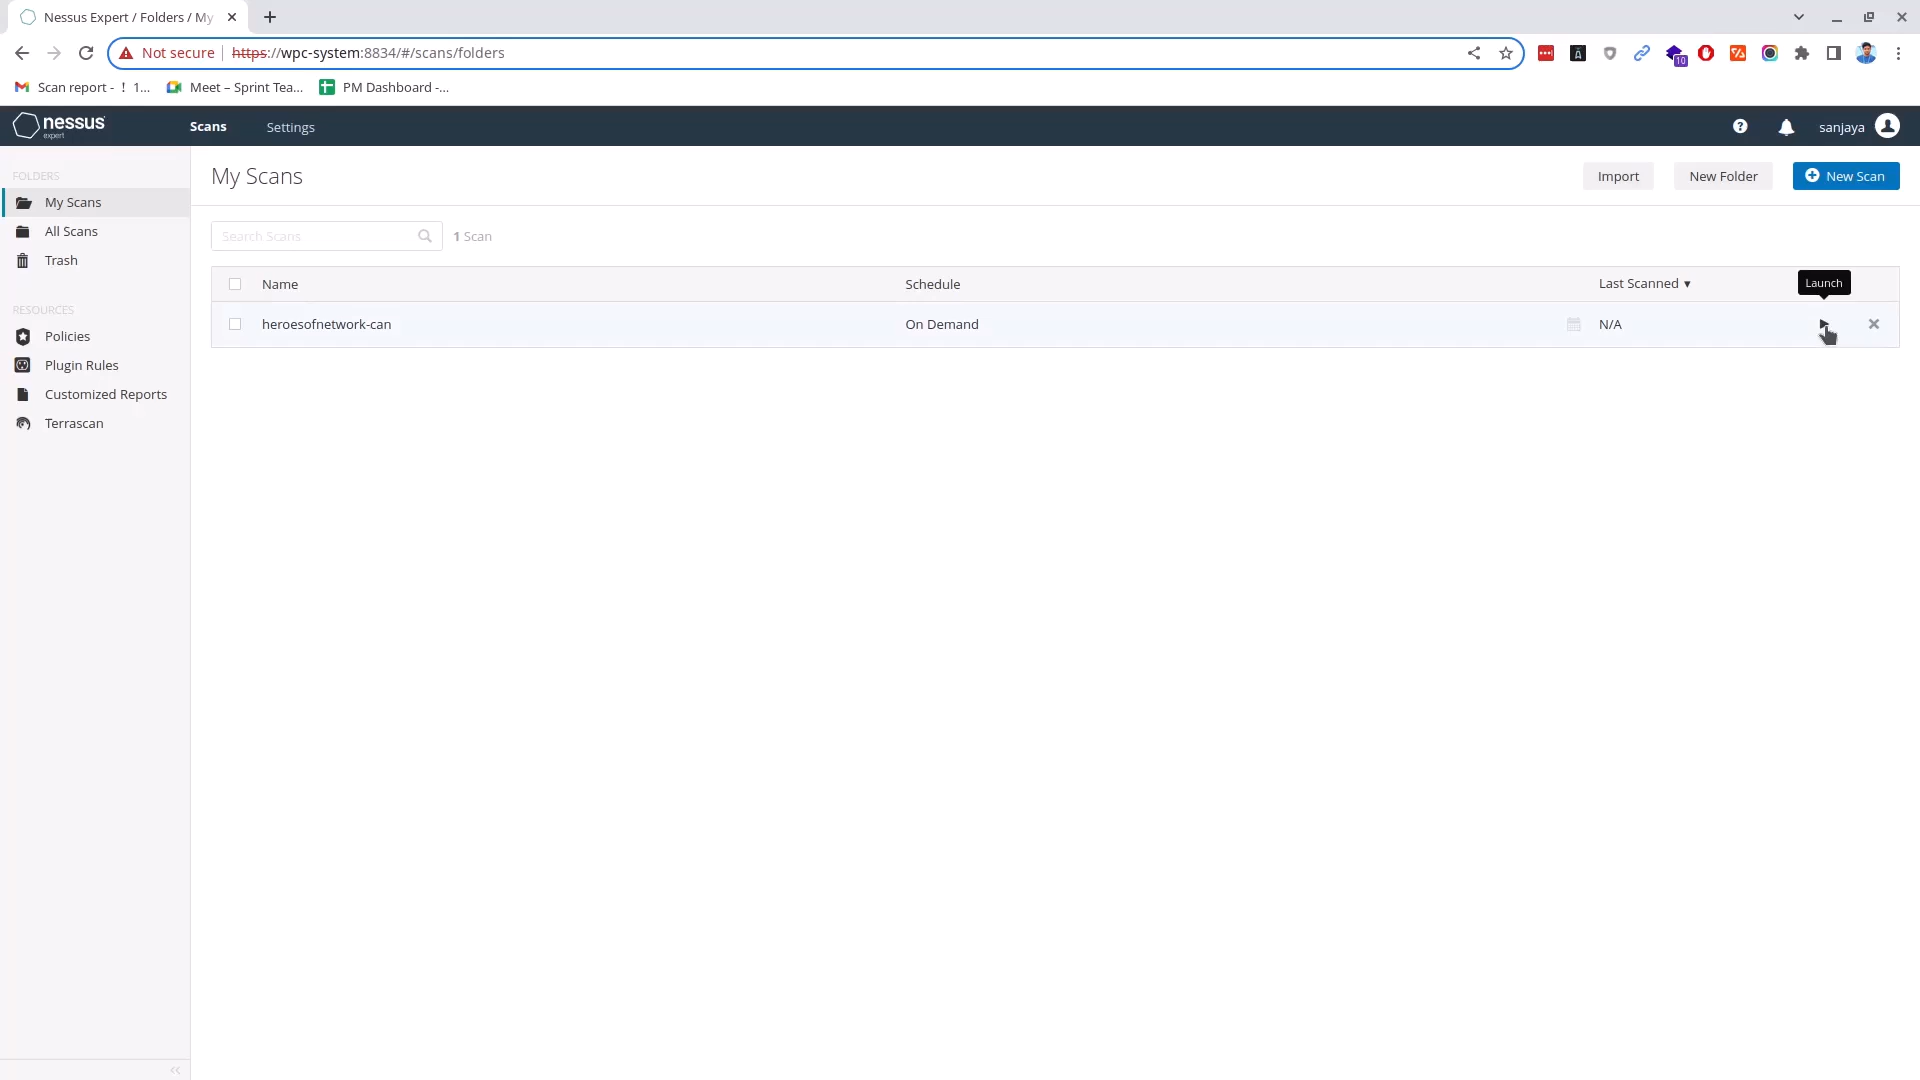 Nessus Expert / Folders / My
Not secure https://wpc-system:8834/#/scans/folders
10
Scan report - ! 1... Meet – Sprint Tea... PM Dashboard -...
nessus expert Scans Settings sanjaya
FOLDERS
My Scans
All Scans
Trash
RESOURCES
Policies
Plugin Rules
Customized Reports
Terrascan
My Scans Import New Folder New Scan
Search Scans 1 Scan
Name Schedule Last Scanned ▾ Launch
heroesofnetwork-can On Demand N/A